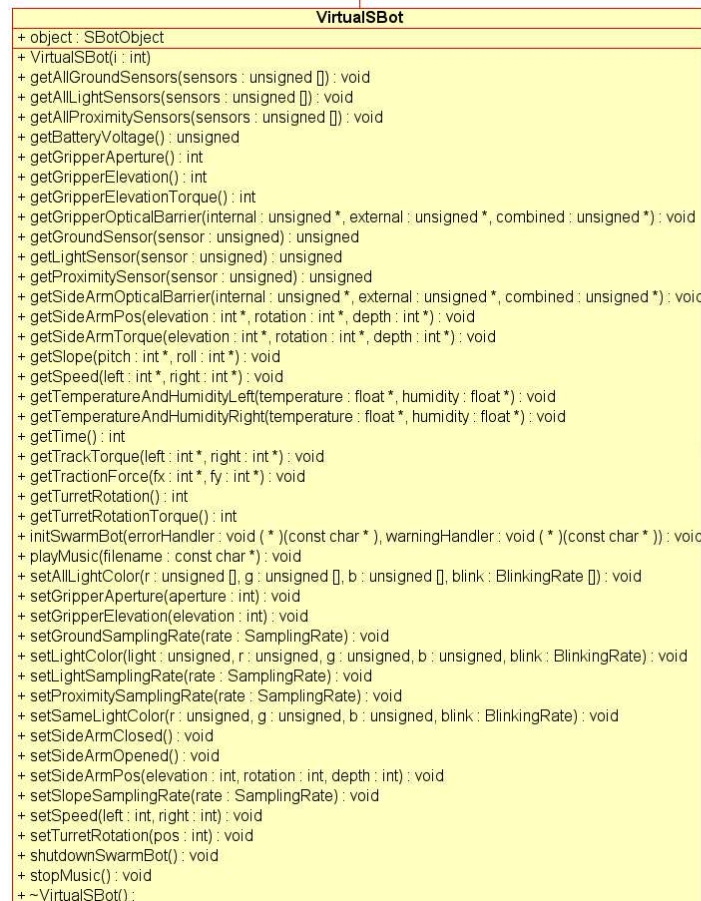 VirtualSBot
+ object : SBotObject
+ VirtualSBot(i : int)
+ getAllGroundSensors(sensors : unsigned []) : void
+ getAllLightSensors(sensors : unsigned []) : void
+ getAllProximitySensors(sensors : unsigned []) : void
+ getBatteryVoltage() : unsigned
+ getGripperAperture() : int
+ getGripperElevation() : int
+ getGripperElevationTorque() : int
+ getGripperOpticalBarrier(internal : unsigned *, external : unsigned *, combined : unsigned *) : void
+ getGroundSensor(sensor : unsigned) : unsigned
+ getLightSensor(sensor : unsigned) : unsigned
+ getProximitySensor(sensor : unsigned) : unsigned
+ getSideArmOpticalBarrier(internal : unsigned *, external : unsigned *, combined : unsigned *) : void
+ getSideArmPos(elevation : int *, rotation : int *, depth : int *) : void
+ getSideArmTorque(elevation : int *, rotation : int *, depth : int *) : void
+ getSlope(pitch : int *, roll : int *) : void
+ getSpeed(left : int *, right : int *) : void
+ getTemperatureAndHumidityLeft(temperature : float *, humidity : float *) : void
+ getTemperatureAndHumidityRight(temperature : float *, humidity : float *) : void
+ getTime() : int
+ getTrackTorque(left : int *, right : int *) : void
+ getTractionForce(fx : int *, fy : int *) : void
+ getTurretRotation() : int
+ getTurretRotationTorque() : int
+ initSwarmBot(errorHandler : void ( * )(const char * ), warningHandler : void ( * )(const char * )) : void
+ playMusic(filename : const char *) : void
+ setAllLightColor(r : unsigned [], g : unsigned [], b : unsigned [], blink : BlinkingRate []) : void
+ setGripperAperture(aperture : int) : void
+ setGripperElevation(elevation : int) : void
+ setGroundSamplingRate(rate : SamplingRate) : void
+ setLightColor(light : unsigned, r : unsigned, g : unsigned, b : unsigned, blink : BlinkingRate) : void
+ setLightSamplingRate(rate : SamplingRate) : void
+ setProximitySamplingRate(rate : SamplingRate) : void
+ setSameLightColor(r : unsigned, g : unsigned, b : unsigned, blink : BlinkingRate) : void
+ setSideArmClosed() : void
+ setSideArmOpened() : void
+ setSideArmPos(elevation : int, rotation : int, depth : int) : void
+ setSlopeSamplingRate(rate : SamplingRate) : void
+ setSpeed(left : int, right : int) : void
+ setTurretRotation(pos : int) : void
+ shutdownSwarmBot() : void
+ stopMusic() : void
+ ~VirtualSBot() :